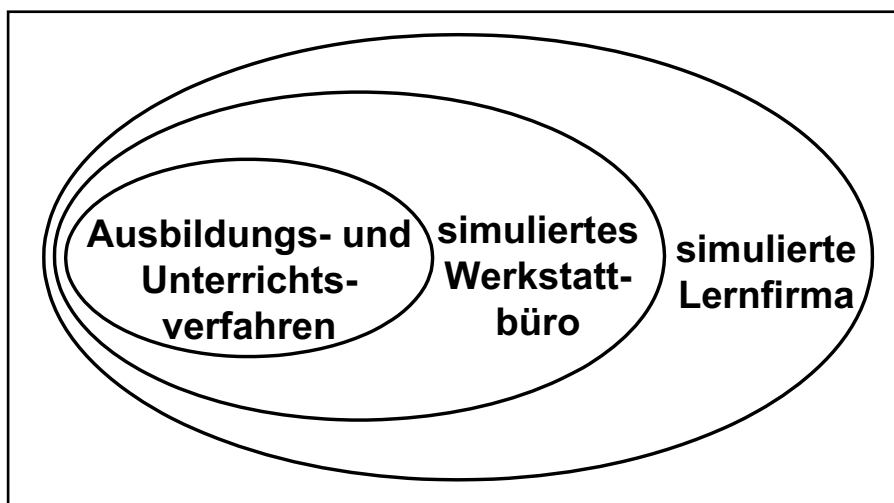 Ausbildungs- und
Unterrichts-
verfahren
simuliertes
Werkstatt-
büro
simulierte
Lernfirma